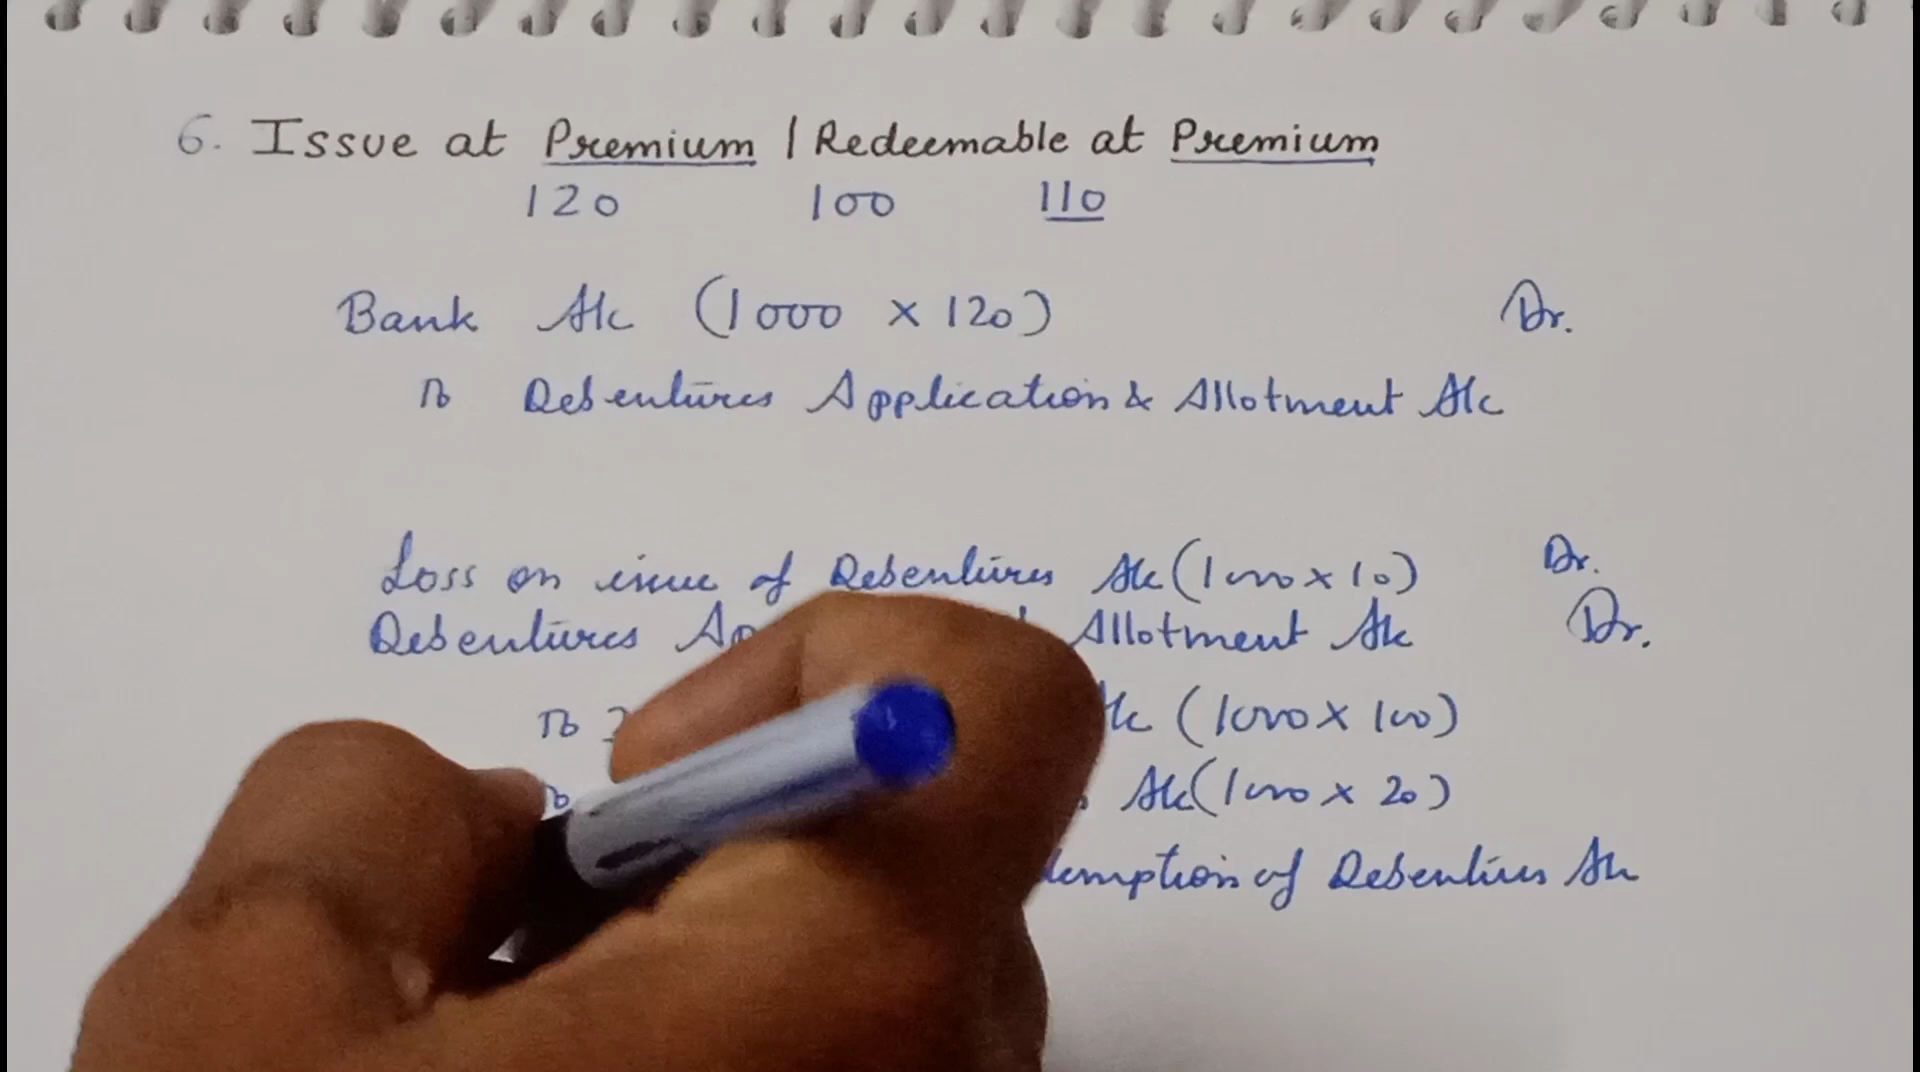 6. Issue at Premium | Redeemable at Premium
120 100 110
Bank A/c (1000 × 120) Dr.
To Debentures Application & Allotment A/c
Loss on issue of Debentures A/c (1000 × 10) Dr.
Debentures Allotment A/c Dr.
To A/c (1000 × 100)
A/c (1000 × 20)
of Debentures A/c